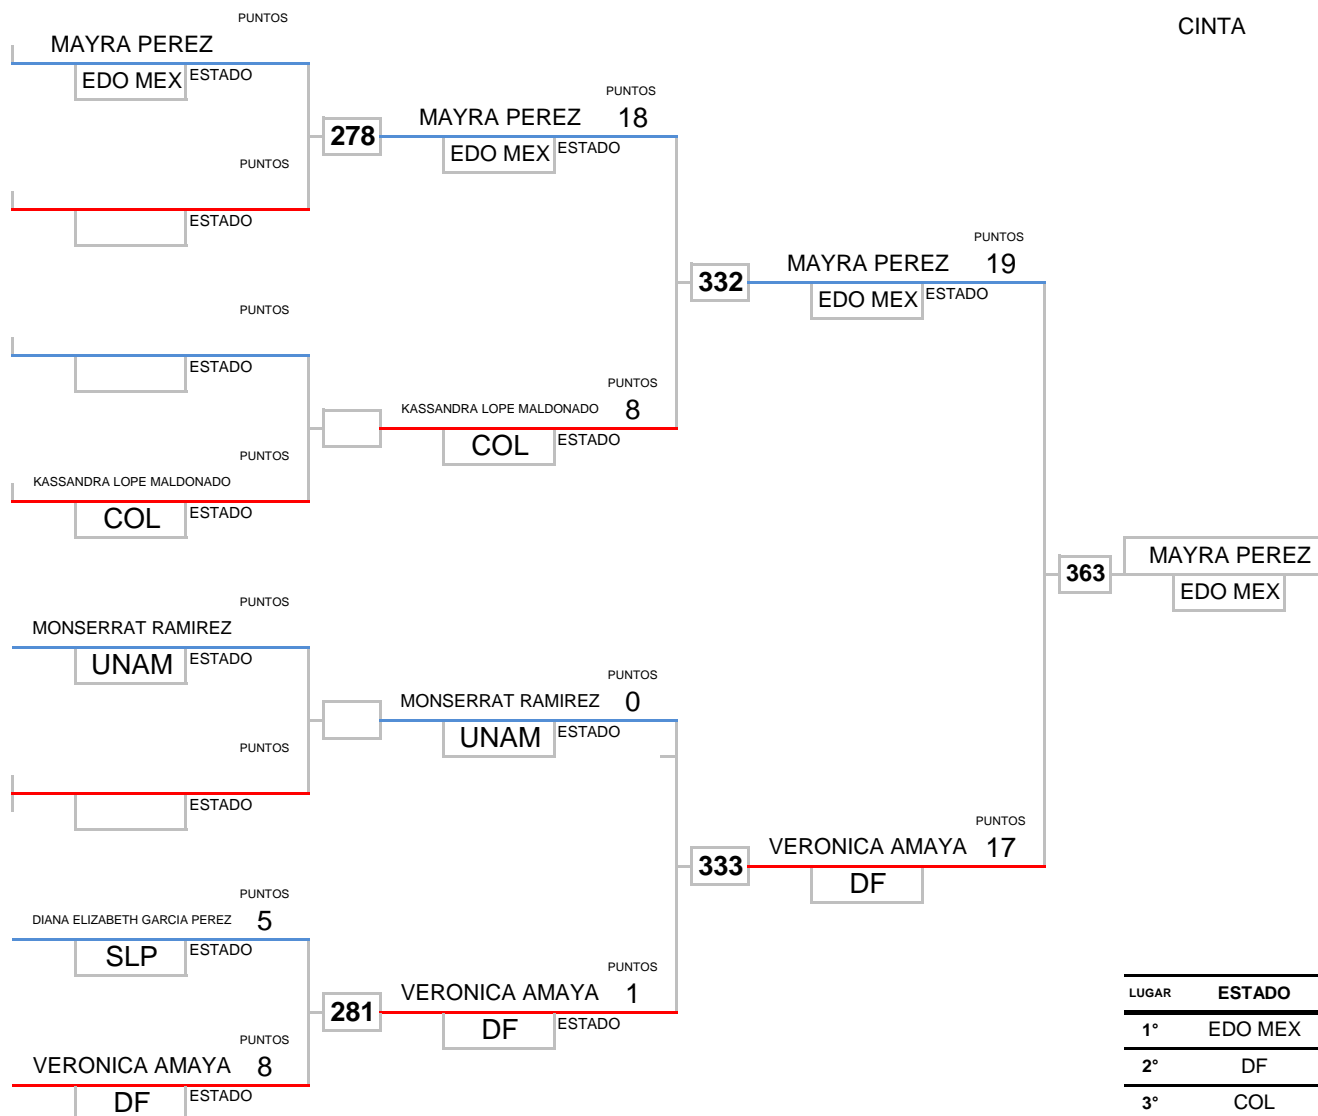 PUNTOS
CINTA
MAYRA PEREZ
EDO MEX ESTADO
PUNTOS
MAYRA PEREZ 18
278
EDO MEX ESTADO
PUNTOS
ESTADO
PUNTOS
MAYRA PEREZ 19
332
EDO MEX ESTADO
PUNTOS
ESTADO
PUNTOS
KASSANDRA LOPE MALDONADO 8
COL ESTADO
PUNTOS
KASSANDRA LOPE MALDONADO
COL ESTADO
MAYRA PEREZ
363
EDO MEX
PUNTOS
MONSERRAT RAMIREZ
UNAM ESTADO
PUNTOS
MONSERRAT RAMIREZ 0
UNAM ESTADO
PUNTOS
ESTADO
PUNTOS
VERONICA AMAYA 17
333
DF
PUNTOS
DIANA ELIZABETH GARCIA PEREZ 5
SLP ESTADO
PUNTOS
VERONICA AMAYA 1
281
DF ESTADO
PUNTOS
VERONICA AMAYA 8
DF ESTADO
LUGAR ESTADO
1° EDO MEX
2° DF
3° COL